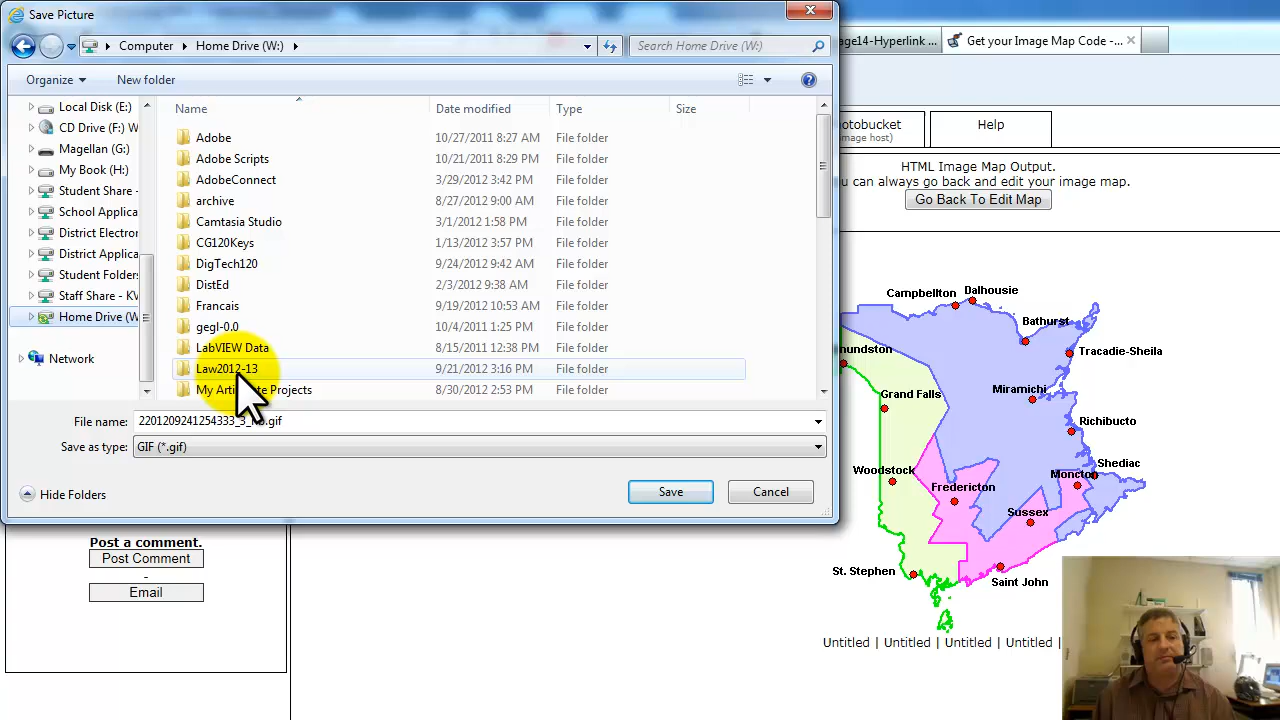 Save Picture
Computer
Home Drive (W:)
Search Home Drive (W:)
Hyperlink ...
Get your Image Map Code -...
Organize
New folder
Local Disk (E:)
CD Drive (F:) W
Magellan (G:)
My Book (H:)
Student Share -
School Applica
District Electror
District Applica
Student Folders
Staff Share - KV
Home Drive (W
Network
Name
Date modified
Type
Size
Adobe 10/27/2011 8:27 AM File folder
Adobe Scripts 10/21/2011 8:29 PM File folder
AdobeConnect 3/29/2012 3:42 PM File folder
archive 8/27/2012 9:00 AM File folder
Camtasia Studio 3/1/2012 1:58 PM File folder
CG120Keys 1/13/2012 3:57 PM File folder
DigTech120 9/24/2012 9:42 AM File folder
DistEd 2/3/2012 9:38 AM File folder
Francais 9/19/2012 10:53 AM File folder
gegl-0.0 10/4/2011 1:25 PM File folder
LabVIEW Data 8/15/2011 12:38 PM File folder
Law2012-13 9/21/2012 3:16 PM File folder
My Projects 8/30/2012 2:53 PM File folder
File name:
Save as type: GIF (*.gif)
Hide Folders
Save
Cancel
otobucket
image host)
Help
HTML Image Map Output.
u can always go back and edit your image map.
Go Back To Edit Map
Campbellton
Dalhousie
Bathurst
Tracadie-Sheila
mundston
Miramichi
Grand Falls
Richibucto
Shediac
Woodstock
Moncton
Fredericton
Sussex
St. Stephen
Saint John
Untitled | Untitled | Untitled | Untitled |
Post a comment.
Post Comment
-
Email